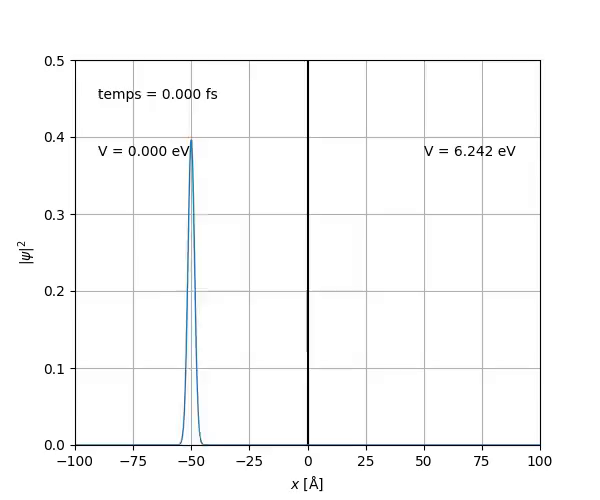 temps = 0.000 fs
V = 0.000 eV
V = 6.242 eV
|ψ|²
0.5
0.4
0.3
0.2
0.1
0.0
−100 −75 −50 −25 0 25 50 75 100
x [Å]